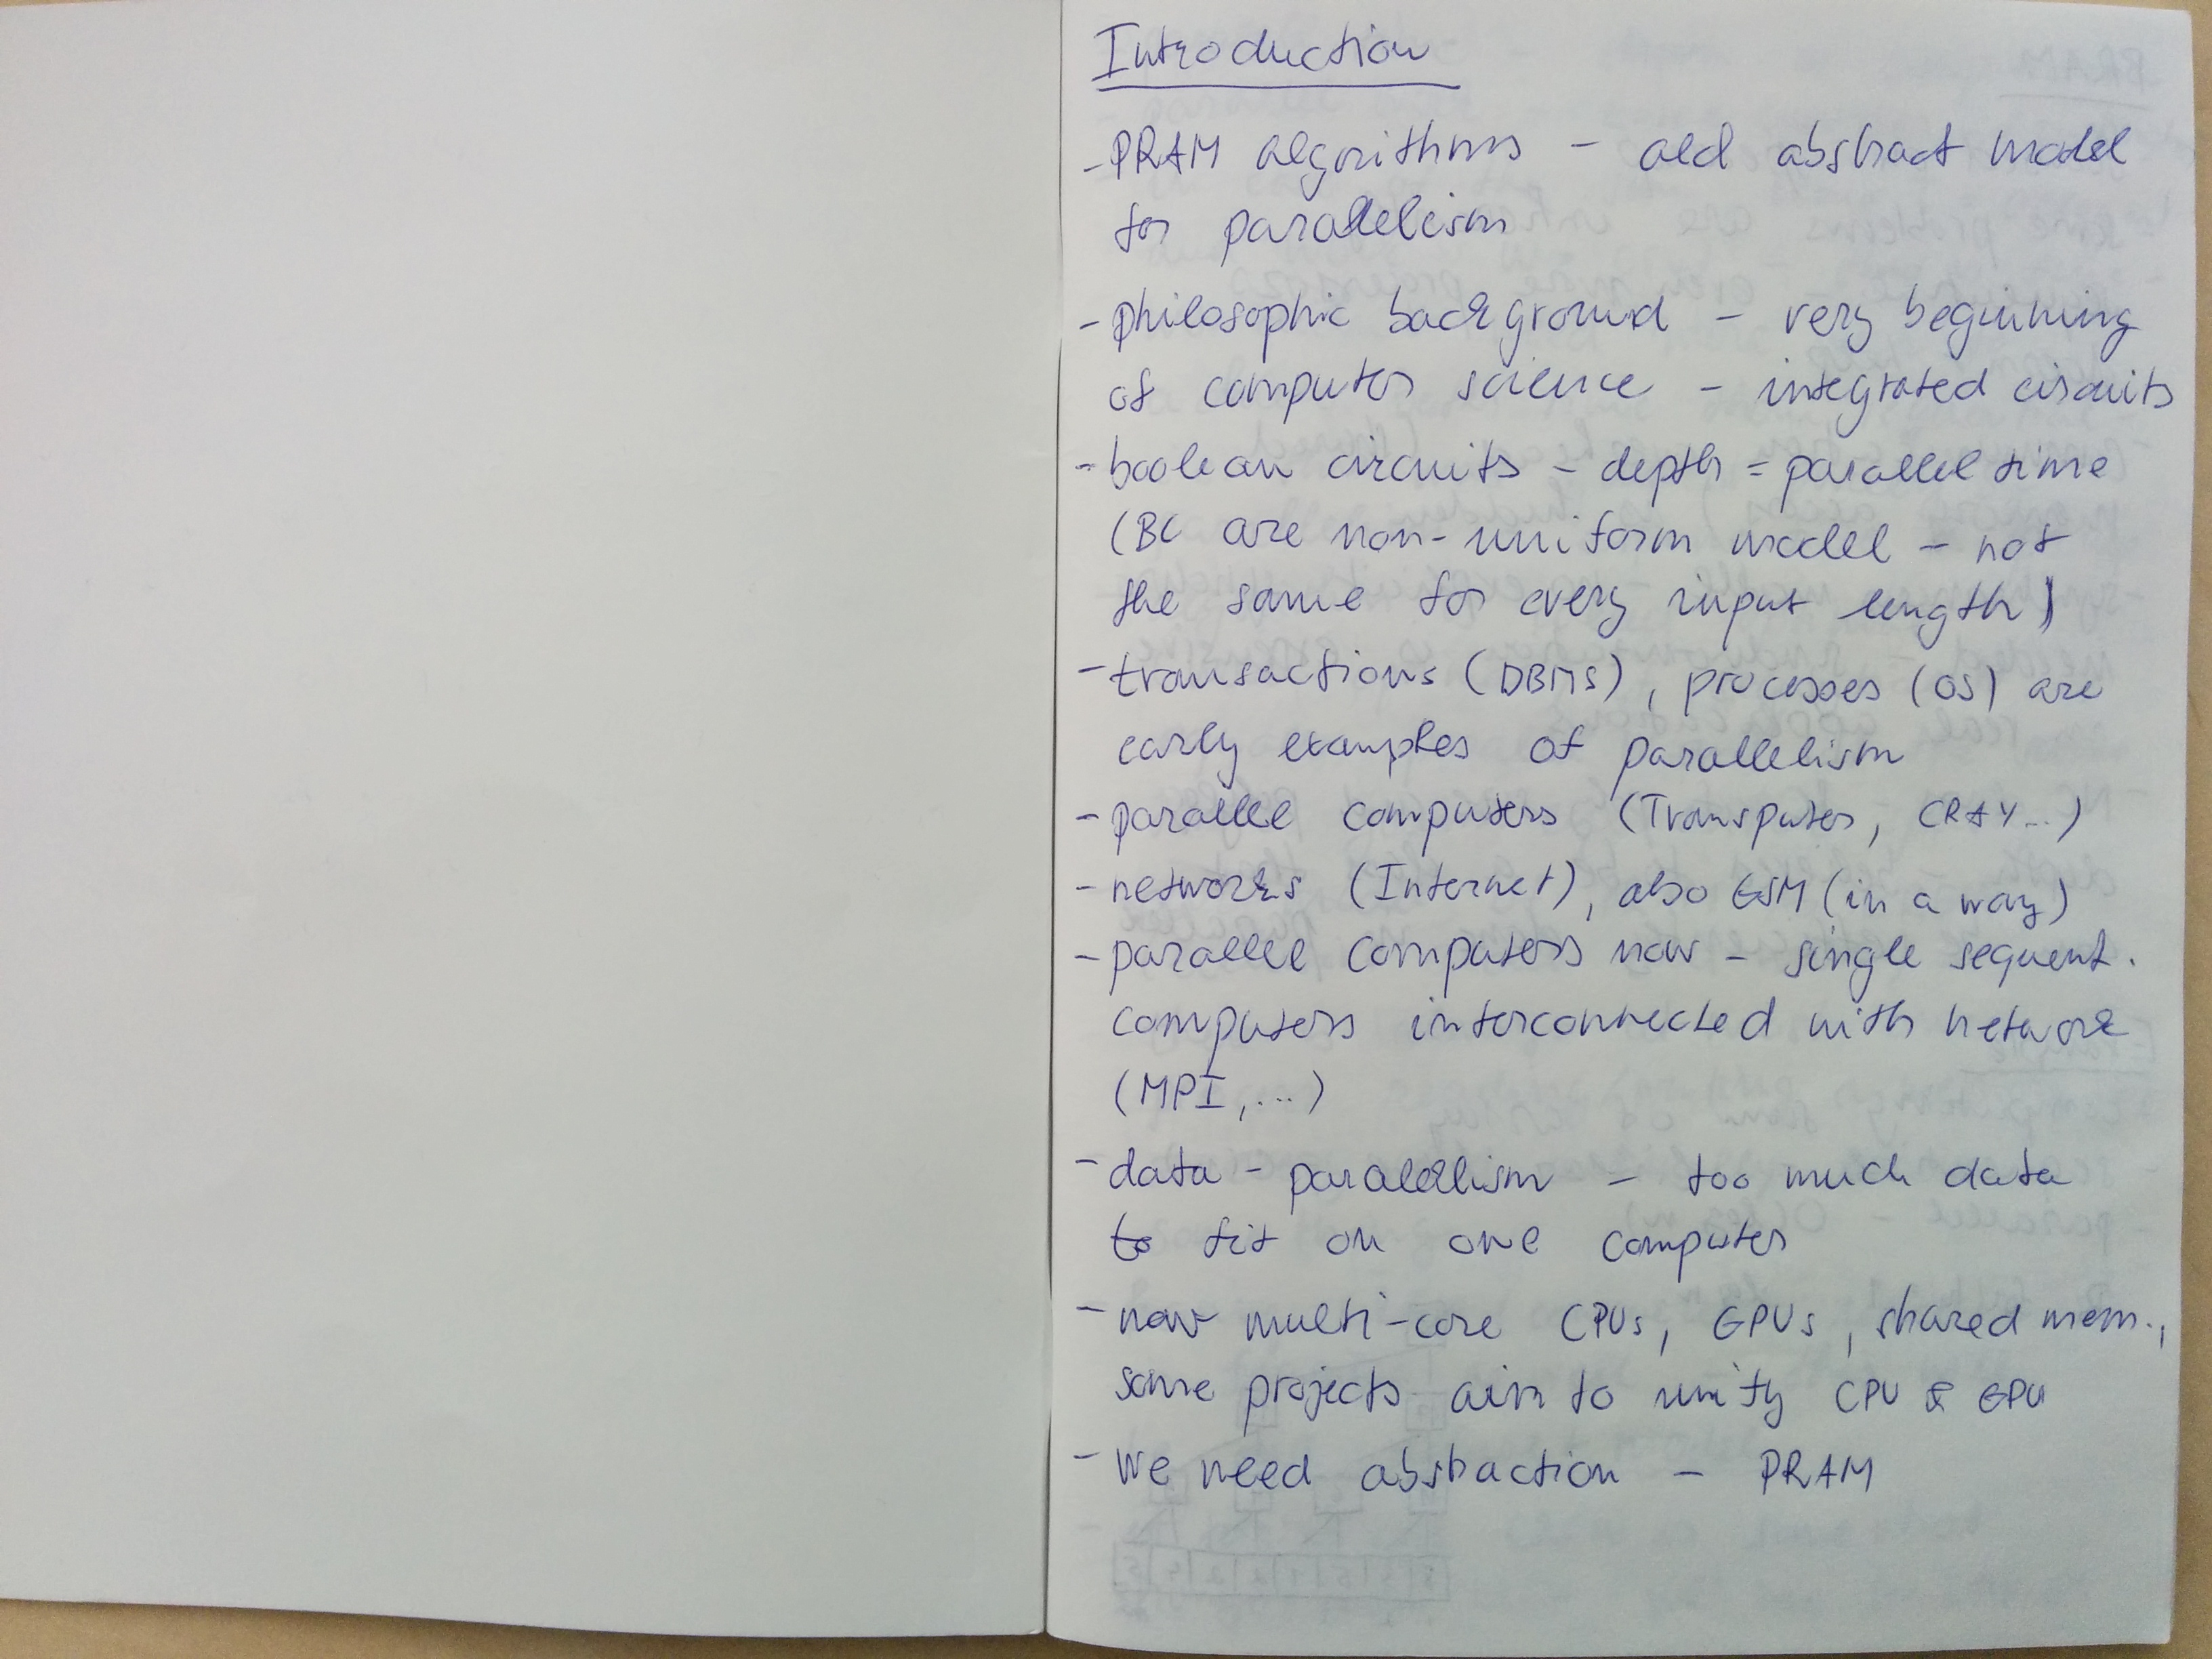 Introduction
- PRAM algorithms - old abstract model
for parallelism
- philosophic background - very beginning
of computer science - integrated circuits
- boolean circuits - depth = parallel time
(BC are non-uniform model - not
the same for every input length)
- transactions (DBMS), processes (OS) are
early examples of parallelism
- parallel computers (Transputer, CRAY...)
- networks (Internet), also GSM (in a way)
- parallel computers now - single sequent.
computers interconnected with network
(MPI, ...)
- data - parallelism - too much data
to fit on one computer
- now multi-core CPUs, GPUs, shared mem.,
some projects aim to unify CPU & GPU
- we need abstraction - PRAM